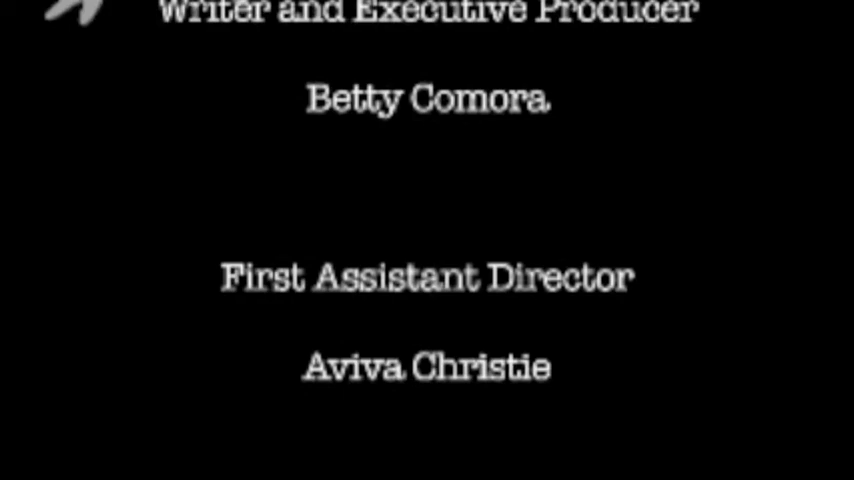 Writer and Executive Producer
Betty Comora
First Assistant Director
Aviva Christie